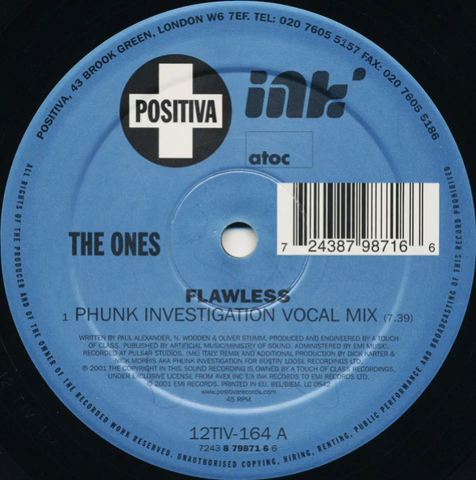 POSITIVA, 43 BROOK GREEN, LONDON W6 7EF. TEL: 020 7605 5157 FAX: 020 7605 5186
POSITIVA
ink
atoc
7 24387 98716 6
THE ONES
FLAWLESS
1 PHUNK INVESTIGATION VOCAL MIX (7.39)
WRITTEN BY PAUL ALEXANDER, N. WOODEN & OLIVER STUMM. PRODUCED AND ENGINEERED BY A TOUCH
OF CLASS. PUBLISHED BY ARTIFICIAL MUSIC/MINISTRY OF SOUND. ADMINISTERED BY EMI MUSIC.
RECORDED AT PULSAR STUDIOS, (ME) ITALY. REMIX AND ADDITIONAL PRODUCTION BY DICK HARTER &
NICK MORRIS AKA PHUNK INVESTIGATION FOR BUSTIN' LOOSE RECORDINGS LTD.
℗ 2001 THE COPYRIGHT IN THIS SOUND RECORDING IS OWNED BY A TOUCH OF CLASS RECORDINGS,
UNDER EXCLUSIVE LICENSE FROM AVEX INC T/A INK RECORDS TO EMI RECORDS LTD.
© 2001 EMI RECORDS. PRINTED IN EU. BEL/BIEM. LC 0542
www.positivarecords.com
45 RPM
12TIV-164 A
7243 8 79871 6 6
ALL RIGHTS OF THE PRODUCER AND OF THE OWNER OF THE RECORDED WORK RESERVED. UNAUTHORISED COPYING, HIRING, RENTING, PUBLIC PERFORMANCE AND BROADCASTING OF THIS RECORD PROHIBITED